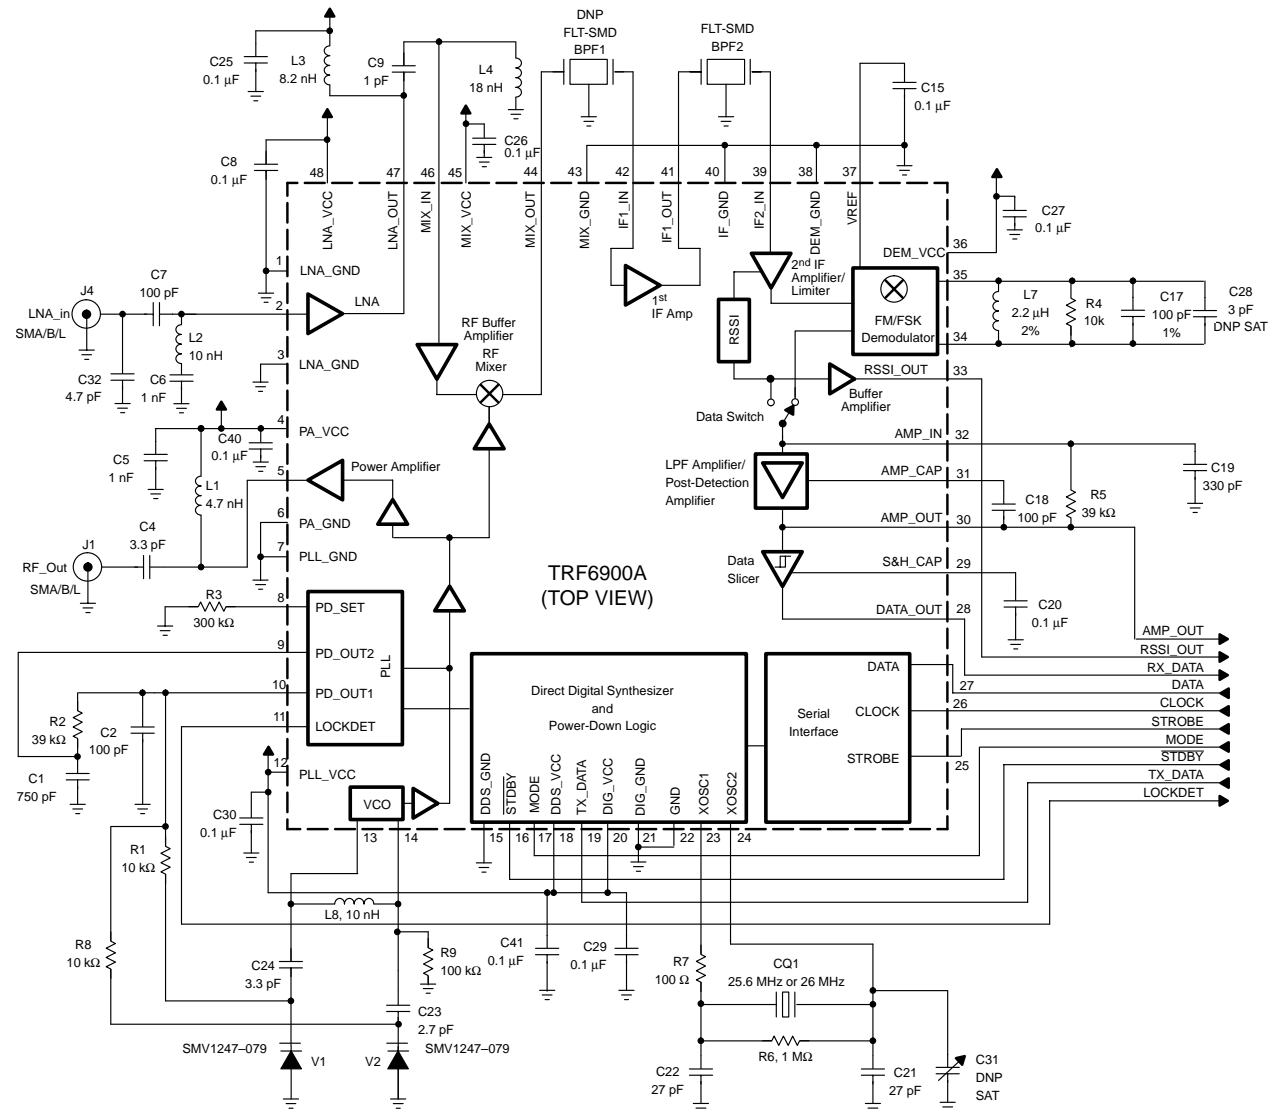 DNP
FLT-SMD
BPF1
FLT-SMD
BPF2
C25
0.1 µF
L3
8.2 nH
C9
1 pF
L4
18 nH
C15
0.1 µF
C8
0.1 µF
C26
0.1 µF
48
47
46
45
44
43
42
41
40
39
38
37
LNA_VCC
LNA_OUT
MIX_IN
MIX_VCC
MIX_OUT
MIX_GND
IF1_IN
IF1_OUT
IF_GND
IF2_IN
DEM_GND
VREF
C27
0.1 µF
DEM_VCC
36
1
LNA_GND
C7
100 pF
J4
LNA_in
SMA/B/L
2
LNA
L2
10 nH
C32
4.7 pF
C6
1 nF
3
LNA_GND
1st
IF Amp
2nd IF
Amplifier/
Limiter
RSSI
FM/FSK
Demodulator
35
34
L7
2.2 µH
2%
R4
10k
C17
100 pF
1%
C28
3 pF
DNP SAT
RF Buffer
Amplifier
RF
Mixer
RSSI_OUT
33
Buffer
Amplifier
Data Switch
4
PA_VCC
C40
0.1 µF
C5
1 nF
L1
4.7 nH
5
Power Amplifier
AMP_IN
32
LPF Amplifier/
Post-Detection
Amplifier
AMP_CAP
31
C18
100 pF
R5
39 kΩ
C19
330 pF
6
PA_GND
AMP_OUT
30
C4
3.3 pF
J1
RF_Out
SMA/B/L
7
PLL_GND
Data
Slicer
S&H_CAP
29
TRF6900A
(TOP VIEW)
R3
300 kΩ
8
PD_SET
C20
0.1 µF
DATA_OUT
28
9
PD_OUT2
PLL
10
PD_OUT1
11
LOCKDET
R2
39 kΩ
C2
100 pF
C1
750 pF
Direct Digital Synthesizer
and
Power-Down Logic
Serial
Interface
DATA
27
CLOCK
26
STROBE
25
AMP_OUT
RSSI_OUT
RX_DATA
DATA
CLOCK
STROBE
MODE
STDBY
TX_DATA
LOCKDET
12
PLL_VCC
VCO
C30
0.1 µF
DDS_GND
STDBY
MODE
DDS_VCC
TX_DATA
DIG_VCC
DIG_GND
GND
XOSC1
XOSC2
13
14
15
16
17
18
19
20
21
22
23
24
R1
10 kΩ
L8, 10 nH
R8
10 kΩ
C24
3.3 pF
R9
100 kΩ
C41
0.1 µF
C29
0.1 µF
R7
100 Ω
CQ1
25.6 MHz or 26 MHz
C23
2.7 pF
SMV1247–079
V1
V2
SMV1247–079
R6, 1 MΩ
C22
27 pF
C21
27 pF
C31
DNP
SAT